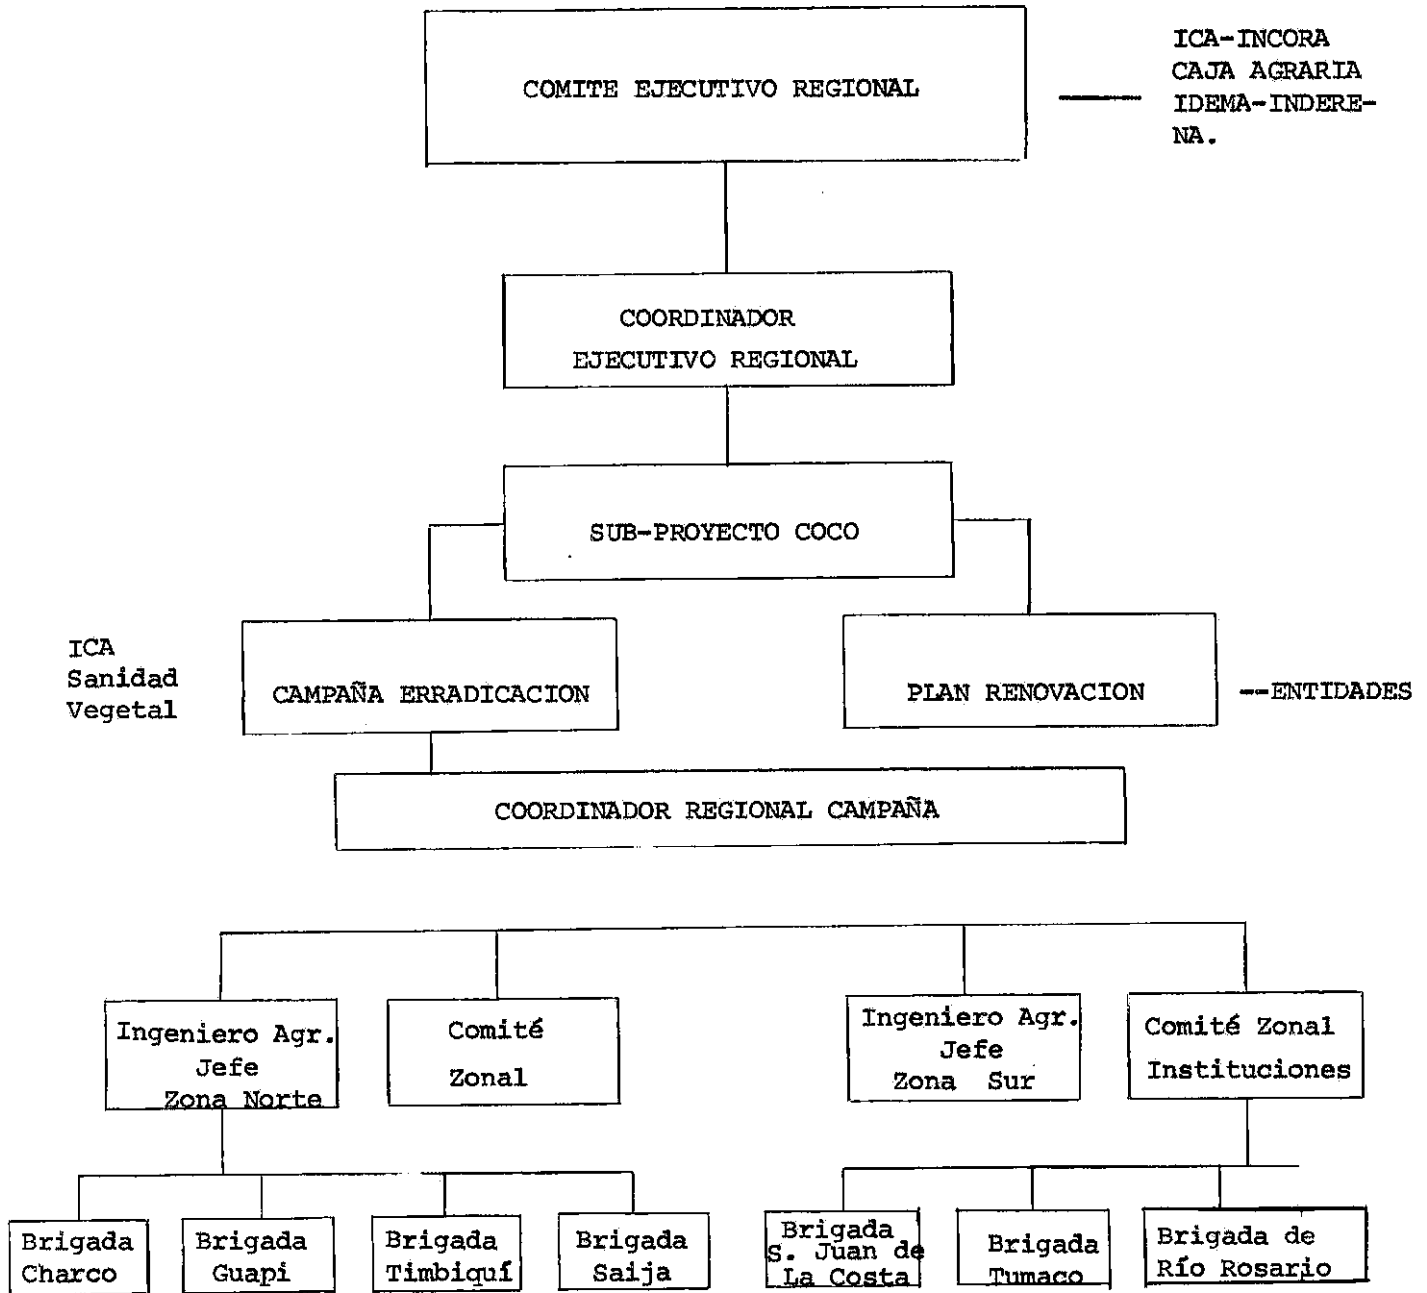 COMITE EJECUTIVO REGIONAL
ICA-INCORA
CAJA AGRARIA
IDEMA-INDERE-
NA.
COORDINADOR
EJECUTIVO REGIONAL
SUB-PROYECTO COCO
ICA
Sanidad
Vegetal
CAMPAÑA ERRADICACION
PLAN RENOVACION
--ENTIDADES
COORDINADOR REGIONAL CAMPAÑA
Ingeniero Agr.
Jefe
Zona Norte
Comité
Zonal
Ingeniero Agr.
Jefe
Zona Sur
Comité Zonal
Instituciones
Brigada
Charco
Brigada
Guapi
Brigada
Timbiquí
Brigada
Saija
Brigada
S. Juan de
La Costa
Brigada
Tumaco
Brigada de
Río Rosario